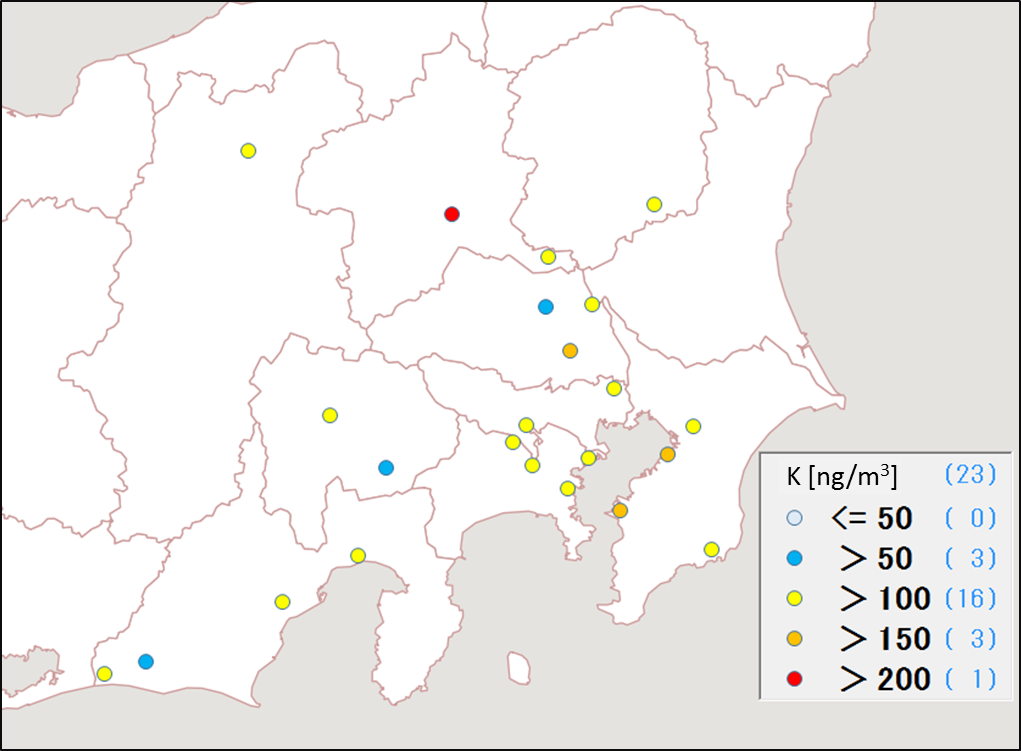 K [ng/m³] (23)
<= 50 ( 0)
> 50 ( 3)
> 100 (16)
> 150 ( 3)
> 200 ( 1)